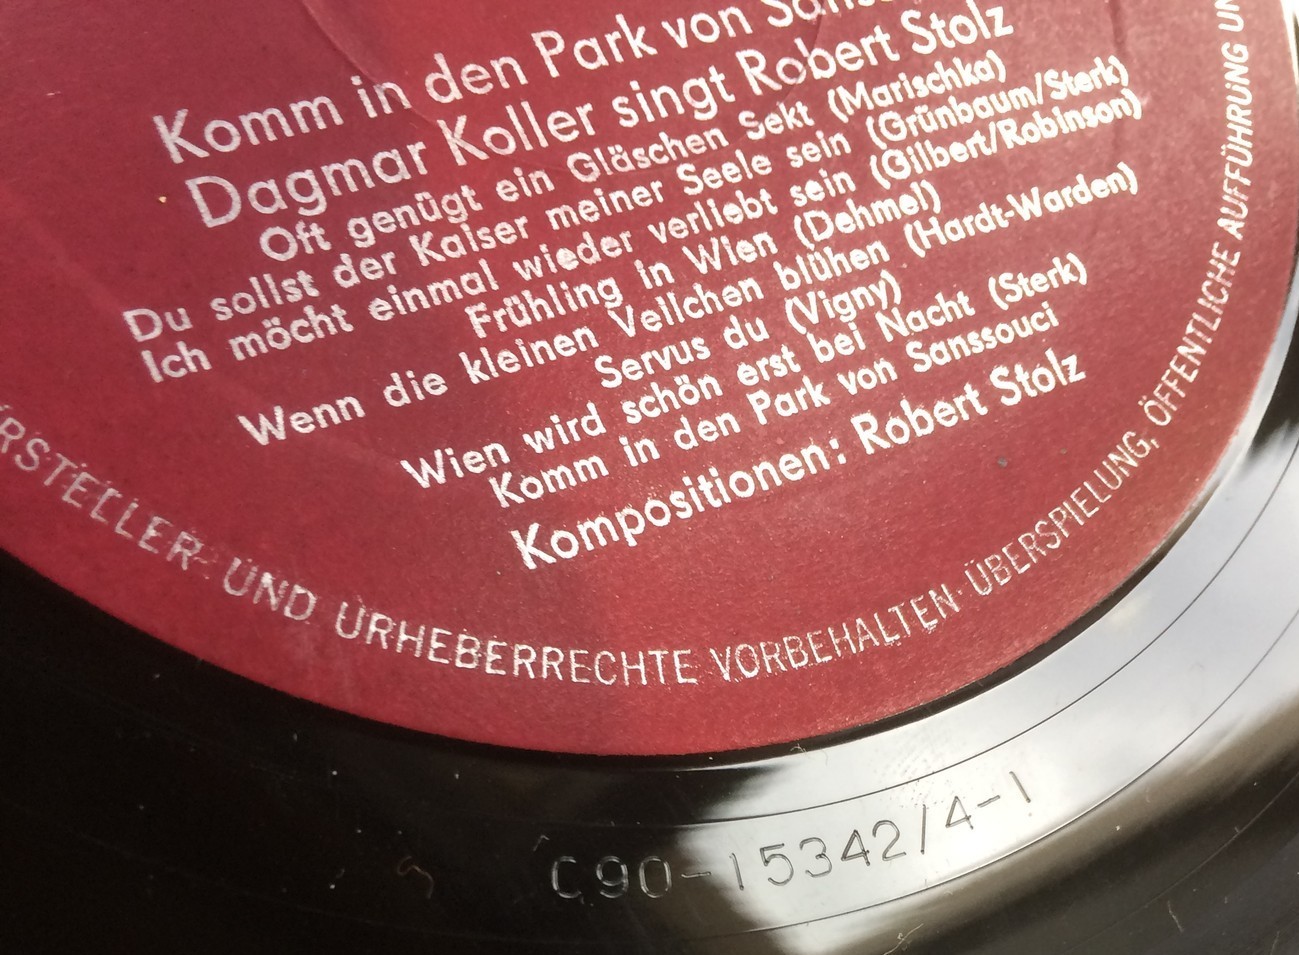 Komm in den Park von
Dagmar Koller singt Robert Stolz
Oft genügt ein Gläschen Sekt (Marischka)
Du sollst der Kaiser meiner Seele sein (Grünbaum/Sterk)
Ich möcht einmal wieder verliebt sein (Gilbert/Robinson)
Frühling in Wien (Dehmel)
Wenn die kleinen Veilchen blühen (Hardt-Warden)
Servus du (Vigny)
Wien wird schön erst bei Nacht (Sterk)
Komm in den Park von Sanssouci
Kompositionen: Robert Stolz
UND URHEBERRECHTE VORBEHALTEN · ÜBERSPIELUNG, ÖFFENTLICHE AUFFÜHRUNG
C90-15342/4-1